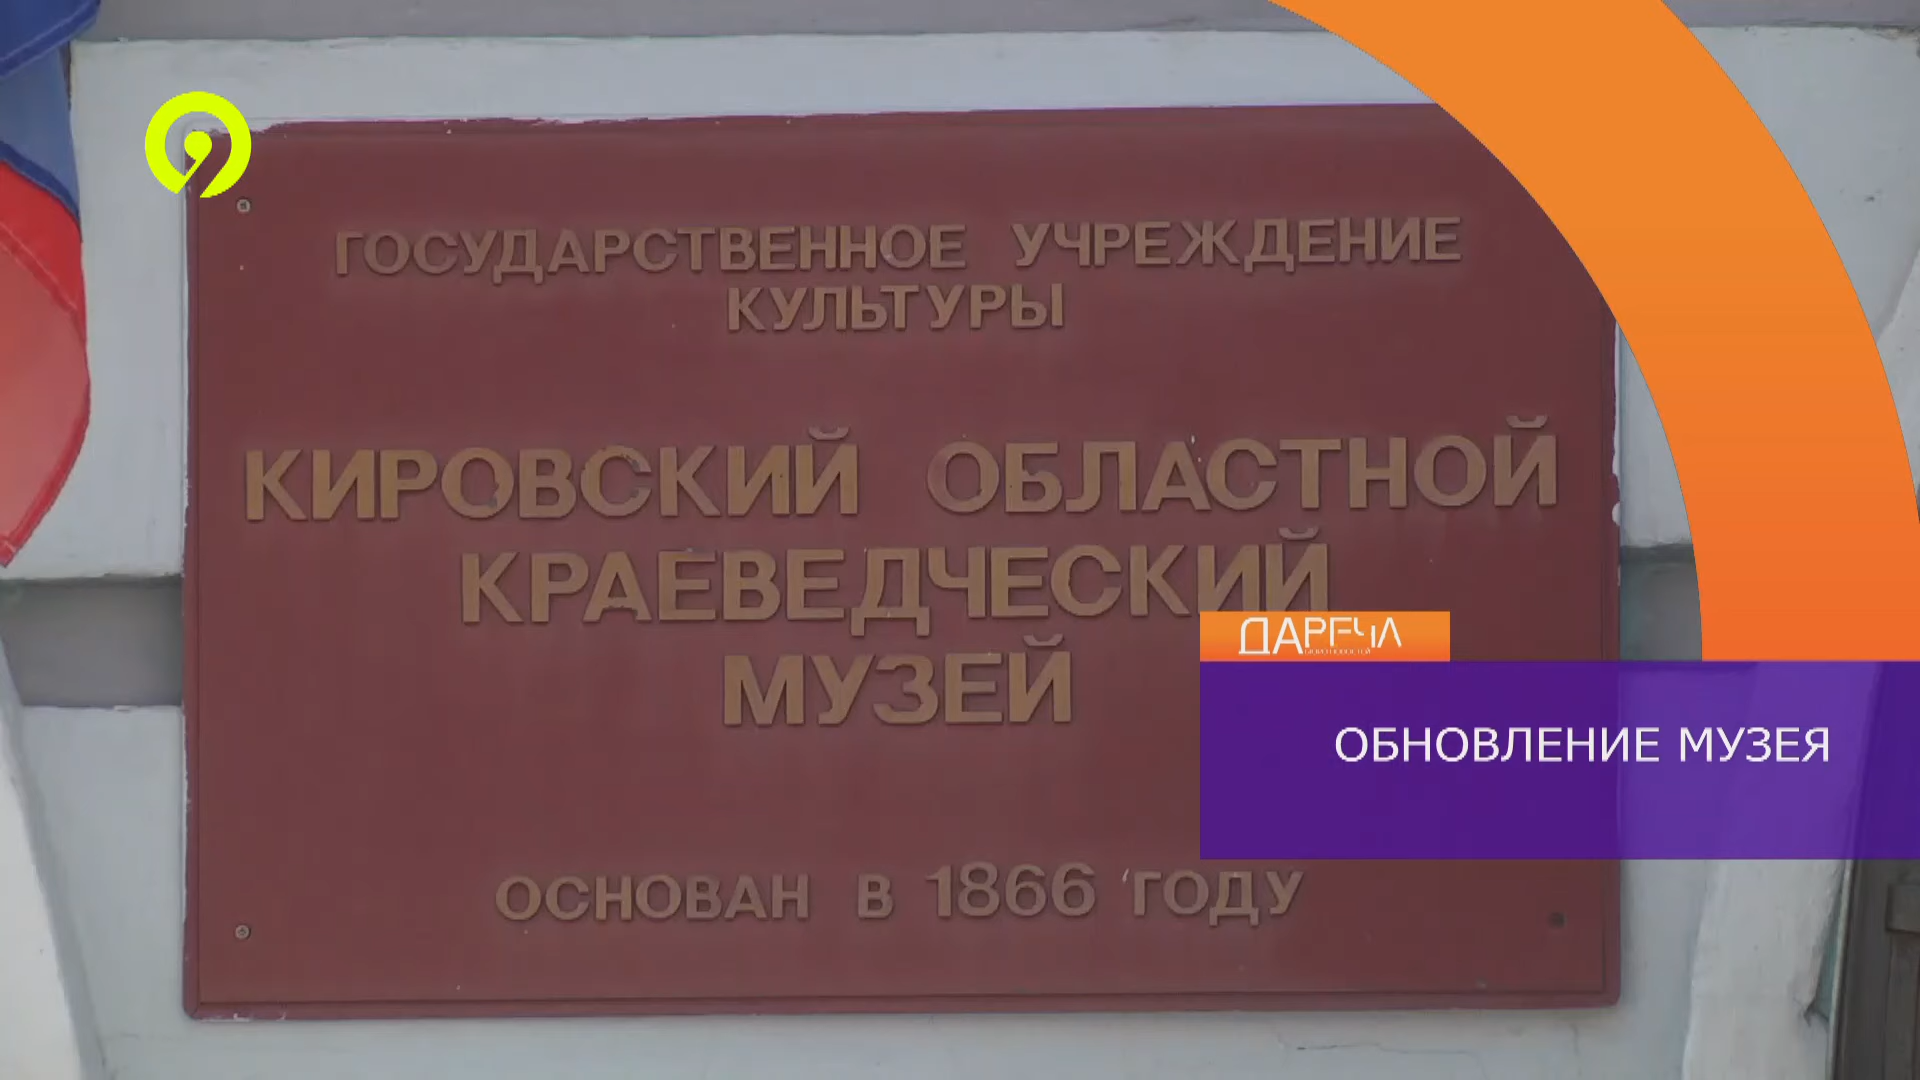 ГОСУДАРСТВЕННОЕ УЧРЕЖДЕНИЕ
КУЛЬТУРЫ
КИРОВСКИЙ ОБЛАСТНОЙ
КРАЕВЕДЧЕСКИЙ
МУЗЕЙ
ОБНОВЛЕНИЕ МУЗЕЯ
ОСНОВАН В 1866 ГОДУ